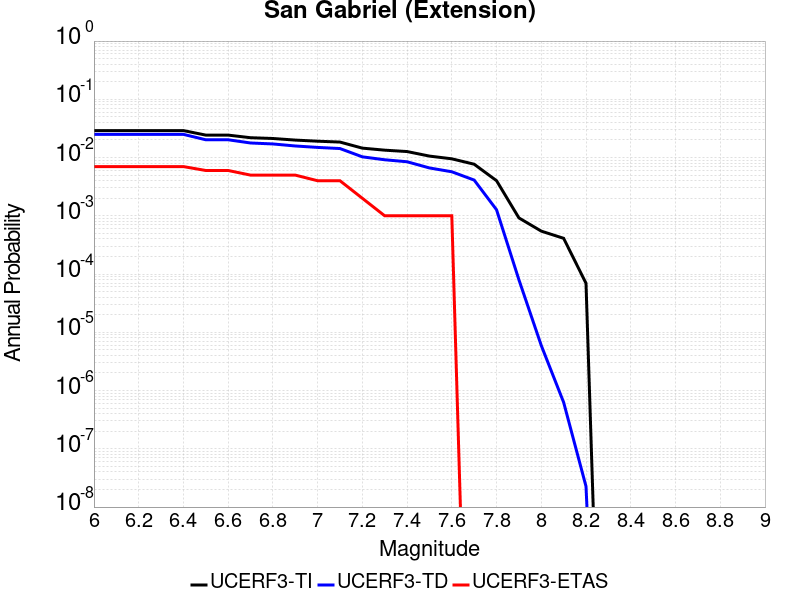 San Gabriel (Extension)
10^0
10^-1
10^-2
10^-3
10^-4
10^-5
10^-6
10^-7
10^-8
Annual Probability
6 6.2 6.4 6.6 6.8 7 7.2 7.4 7.6 7.8 8 8.2 8.4 8.6 8.8 9
Magnitude
UCERF3-TI UCERF3-TD UCERF3-ETAS